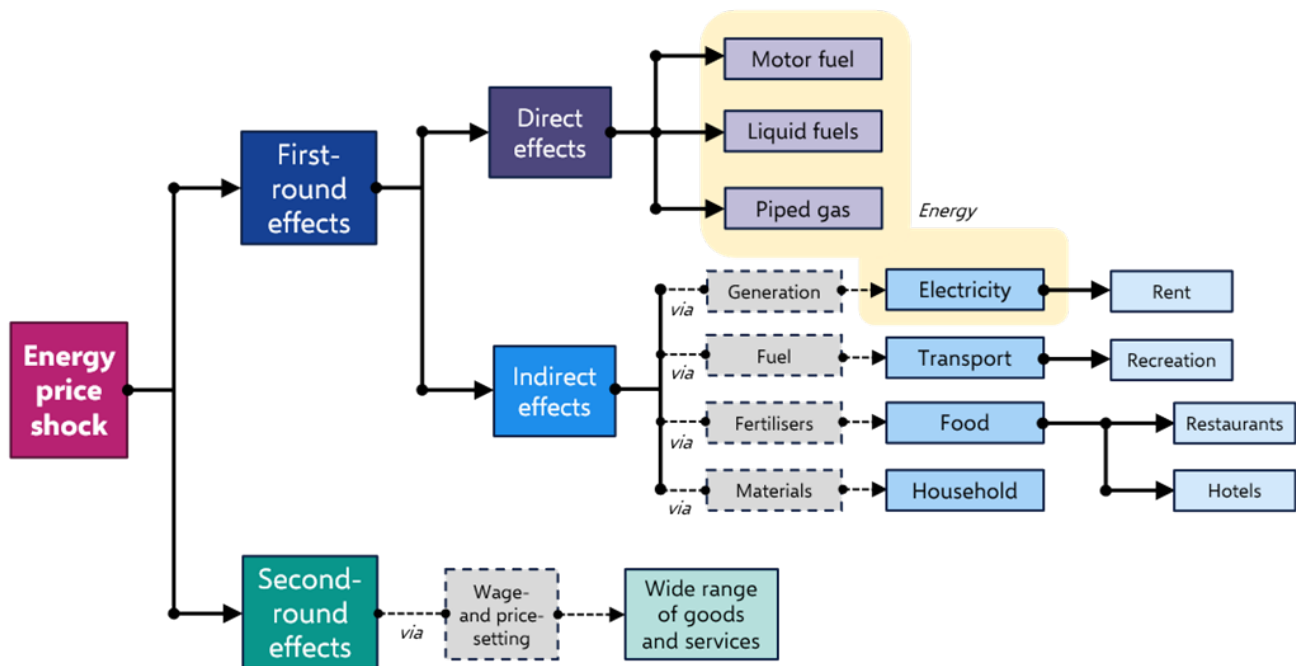 Motor fuel
Direct
effects
Liquid fuels
First-
round
effects
Piped gas
Energy
Generation
Electricity
Rent
via
Energy
price
shock
Indirect
effects
Fuel
Transport
Recreation
via
Fertilisers
Food
Restaurants
via
Materials
Household
Hotels
via
Second-
round
effects
via
Wage-
and price-
setting
Wide range
of goods
and services